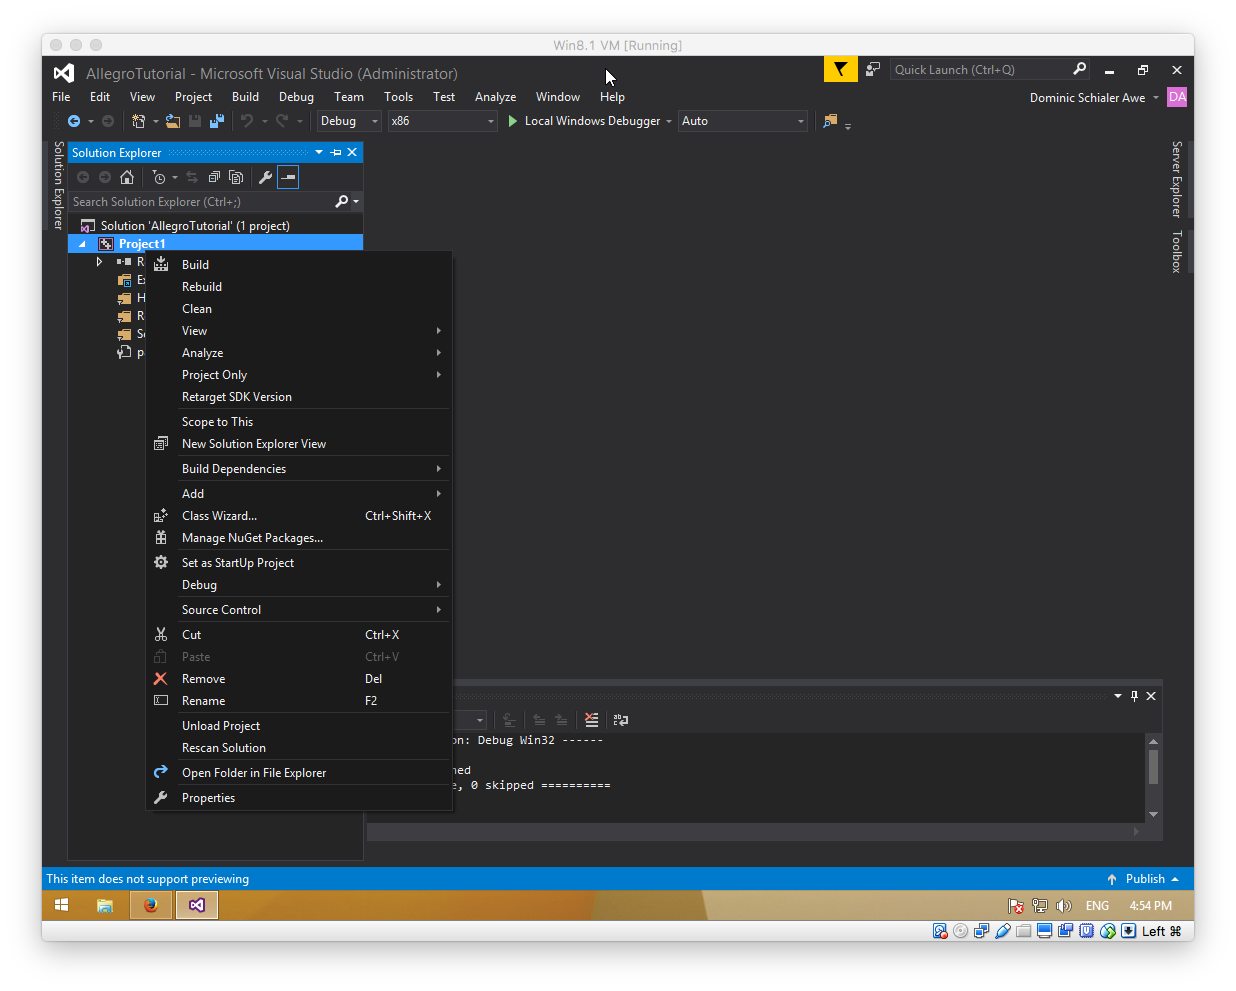 Win8.1 VM [Running]
AllegroTutorial - Microsoft Visual Studio (Administrator)
Quick Launch (Ctrl+Q)
File Edit View Project Build Debug Team Tools Test Analyze Window Help
Dominic Schialer Awe DA
Debug x86 Local Windows Debugger Auto
Solution Explorer
Solution Explorer
Server Explorer
Toolbox
Search Solution Explorer (Ctrl+;)
Solution 'AllegroTutorial' (1 project)
Project1
R
Ex
H
R
So
p
Build
Rebuild
Clean
View
Analyze
Project Only
Retarget SDK Version
Scope to This
New Solution Explorer View
Build Dependencies
Add
Class Wizard... Ctrl+Shift+X
Manage NuGet Packages...
Set as StartUp Project
Debug
Source Control
Cut Ctrl+X
Paste Ctrl+V
Remove Del
Rename F2
Unload Project
Rescan Solution
Open Folder in File Explorer
Properties
on: Debug Win32 ------
ned
e, 0 skipped ==========
This item does not support previewing
Publish
ENG 4:54 PM
Left ⌘